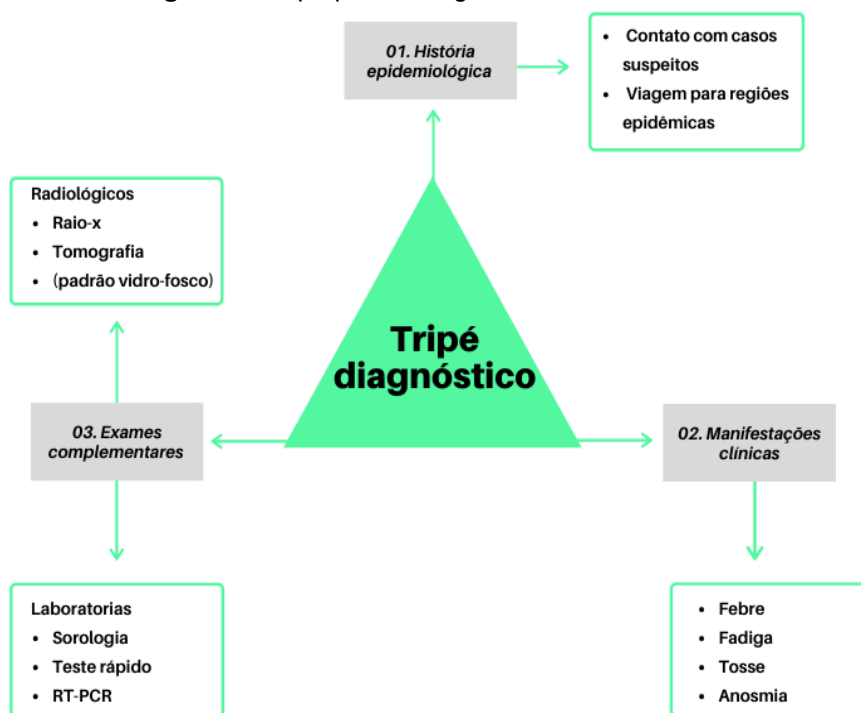 01. História
epidemiológica
• Contato com casos
suspeitos
• Viagem para regiões
epidêmicas
Radiológicos
• Raio-x
• Tomografia
• (padrão vidro-fosco)
Tripé
diagnóstico
03. Exames
complementares
02. Manifestações
clínicas
Laboratorias
• Sorologia
• Teste rápido
• RT-PCR
• Febre
• Fadiga
• Tosse
• Anosmia